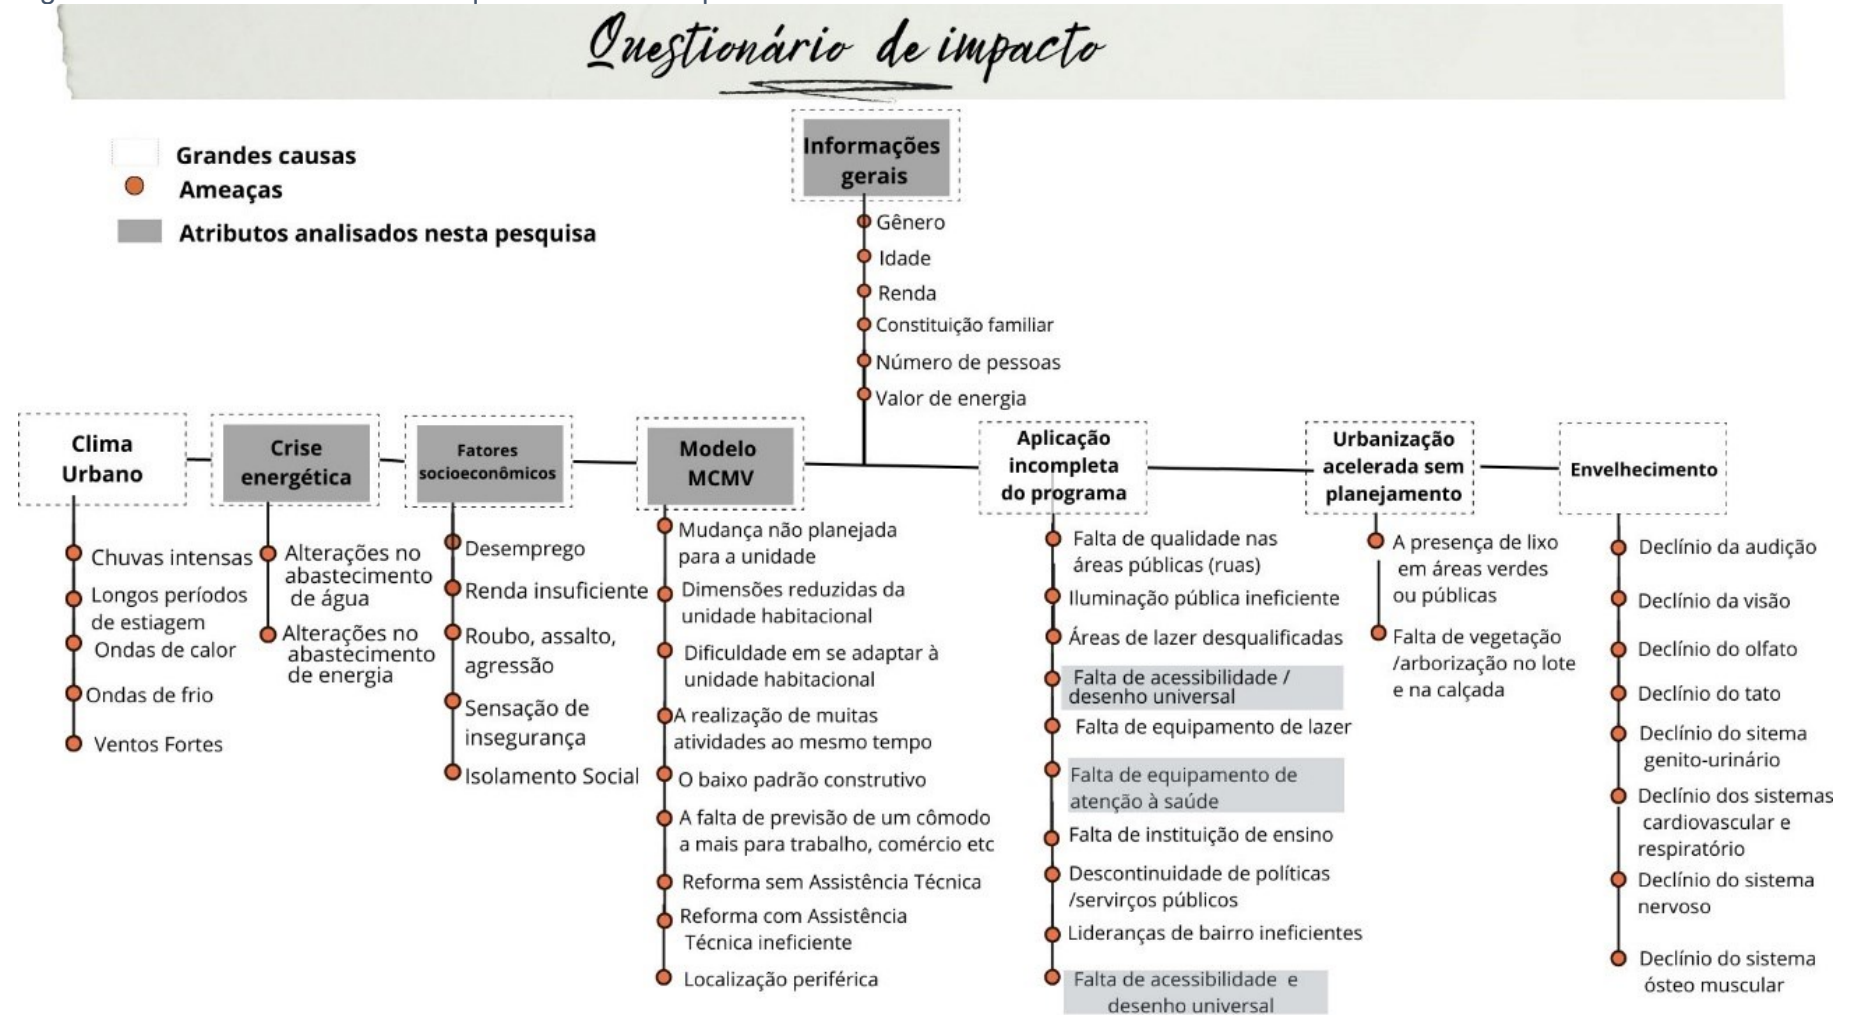 Questionário de impacto
Grandes causas
Ameaças
Atributos analisados nesta pesquisa
Informações
gerais
Gênero
Idade
Renda
Constituição familiar
Número de pessoas
Valor de energia
Clima
Urbano
Chuvas intensas
Longos períodos
de estiagem
Ondas de calor
Ondas de frio
Ventos Fortes
Crise
energética
Alterações no
abastecimento
de água
Alterações no
abastecimento
de energia
Fatores
socioeconômicos
Desemprego
Renda insuficiente
Roubo, assalto,
agressão
Sensação de
insegurança
Isolamento Social
Modelo
MCMV
Mudança não planejada
para a unidade
Dimensões reduzidas da
unidade habitacional
Dificuldade em se adaptar à
unidade habitacional
A realização de muitas
atividades ao mesmo tempo
O baixo padrão construtivo
A falta de previsão de um cômodo
a mais para trabalho, comércio etc
Reforma sem Assistência Técnica
Reforma com Assistência
Técnica ineficiente
Localização periférica
Aplicação
incompleta
do programa
Falta de qualidade nas
áreas públicas (ruas)
Iluminação pública ineficiente
Áreas de lazer desqualificadas
Falta de acessibilidade /
desenho universal
Falta de equipamento de lazer
Falta de equipamento de
atenção à saúde
Falta de instituição de ensino
Descontinuidade de políticas
/servirços públicos
Lideranças de bairro ineficientes
Falta de acessibilidade e
desenho universal
Urbanização
acelerada sem
planejamento
A presença de lixo
em áreas verdes
ou públicas
Falta de vegetação
/arborização no lote
e na calçada
Envelhecimento
Declínio da audição
Declínio da visão
Declínio do olfato
Declínio do tato
Declínio do sitema
genito-urinário
Declínio dos sistemas
cardiovascular e
respiratório
Declínio do sistema
nervoso
Declínio do sistema
ósteo muscular